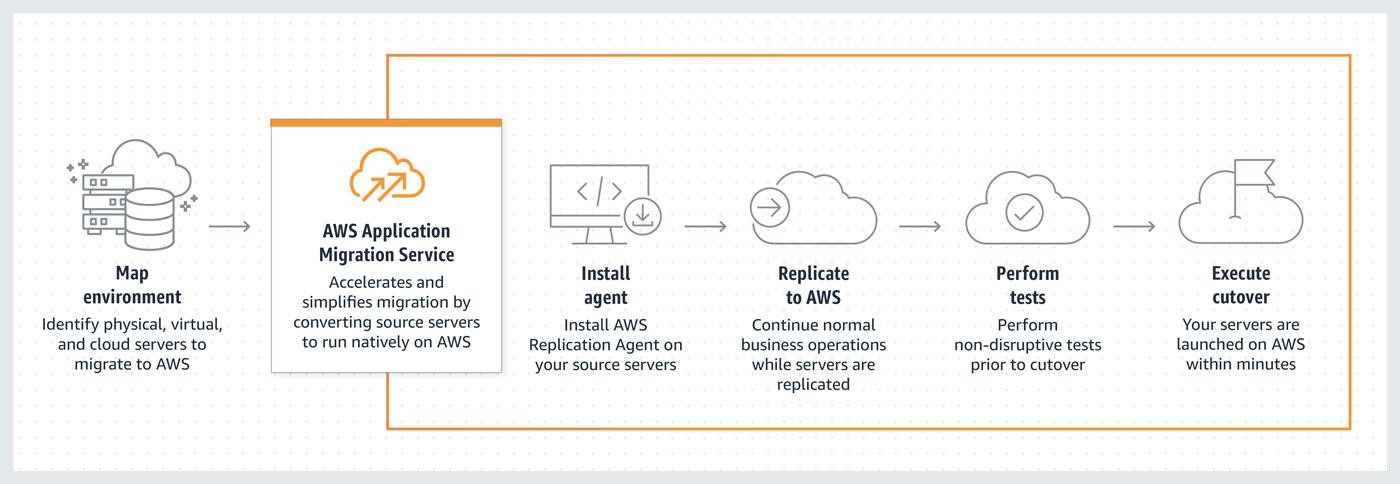 Map
environment
Identify physical, virtual,
and cloud servers to
migrate to AWS
AWS Application
Migration Service
Accelerates and
simplifies migration by
converting source servers
to run natively on AWS
</>
Install
agent
Install AWS
Replication Agent on
your source servers
Replicate
to AWS
Continue normal
business operations
while servers are
replicated
Perform
tests
Perform
non-disruptive tests
prior to cutover
Execute
cutover
Your servers are
launched on AWS
within minutes